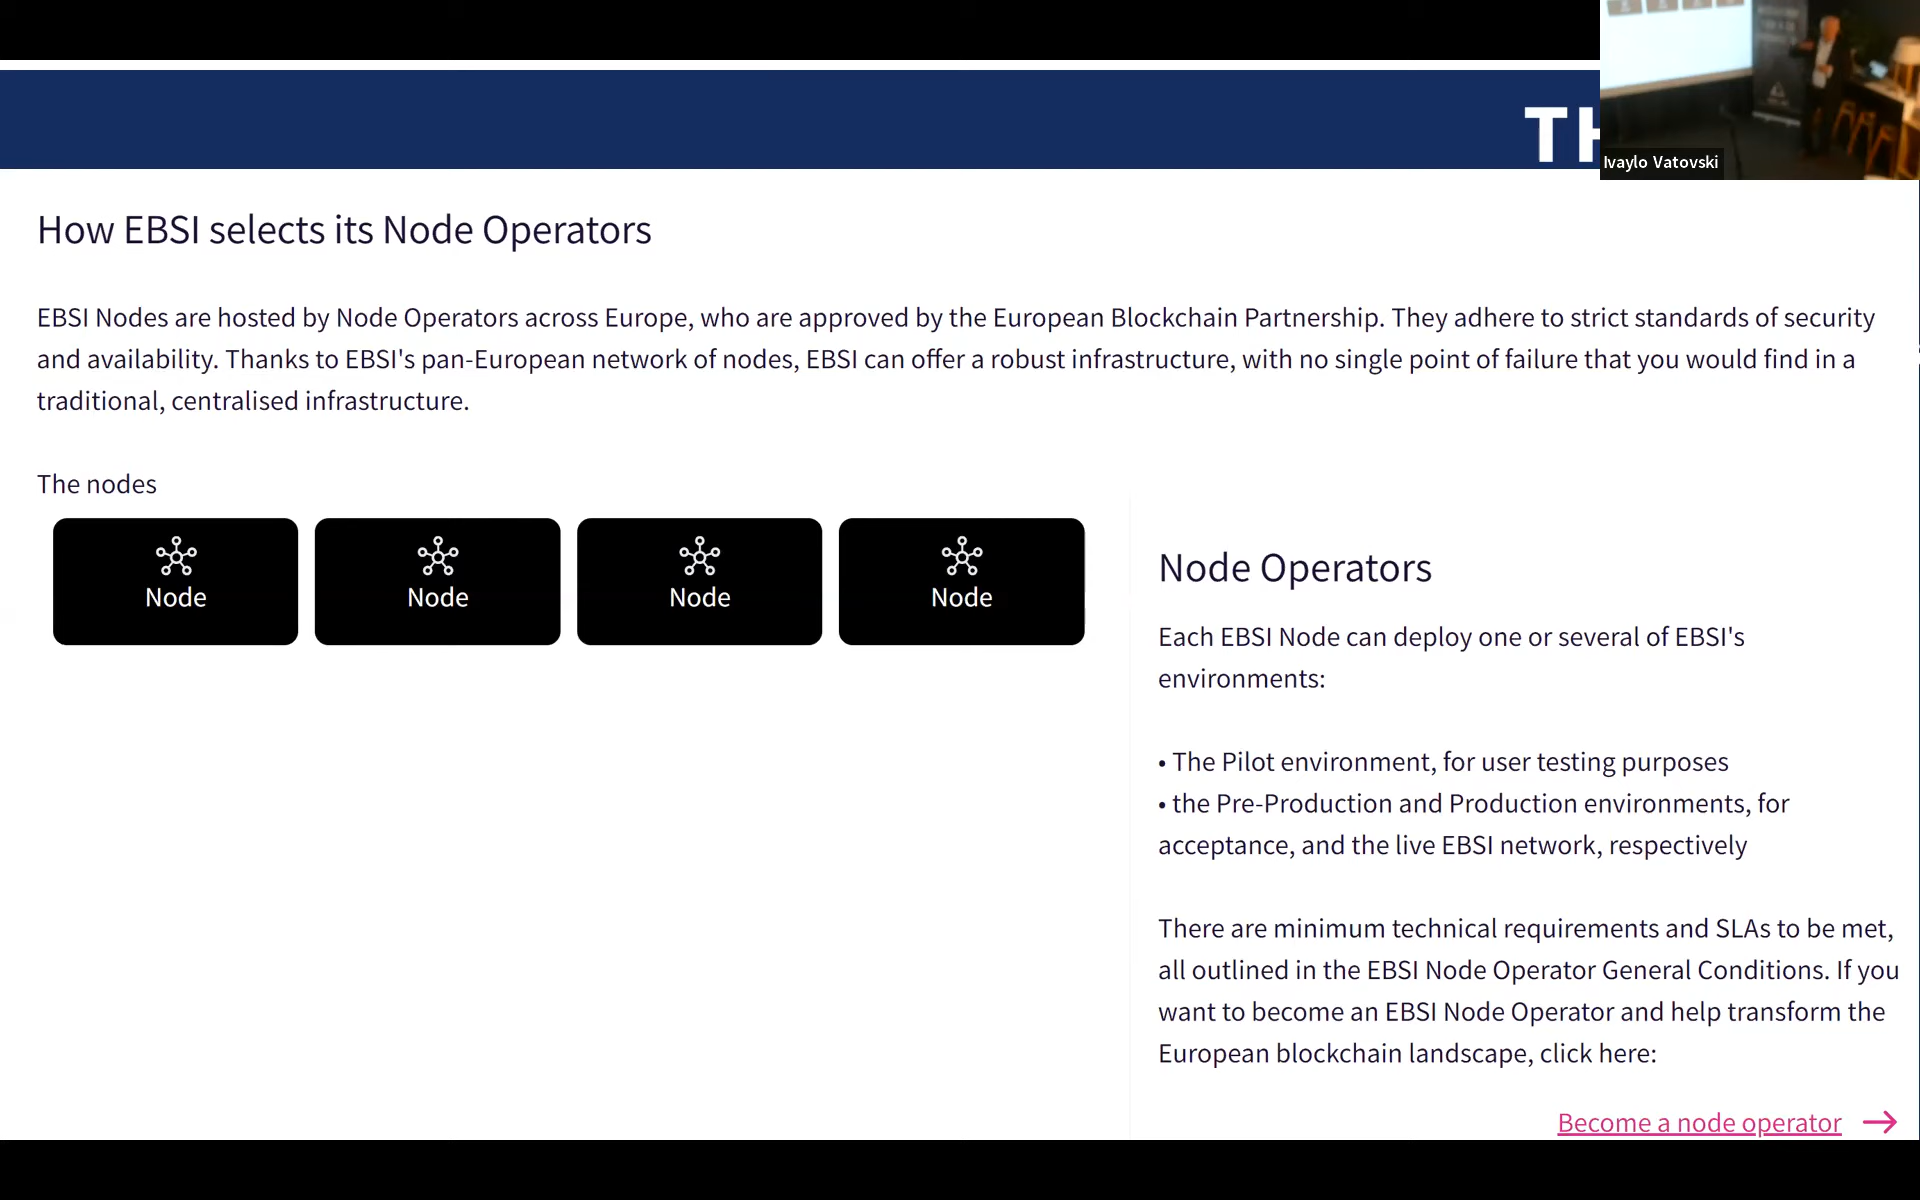 TH
Ivaylo Vatovski
How EBSI selects its Node Operators
EBSI Nodes are hosted by Node Operators across Europe, who are approved by the European Blockchain Partnership. They adhere to strict standards of security
and availability. Thanks to EBSI's pan-European network of nodes, EBSI can offer a robust infrastructure, with no single point of failure that you would find in a
traditional, centralised infrastructure.
The nodes
Node
Node
Node
Node
Node Operators
Each EBSI Node can deploy one or several of EBSI's
environments:
• The Pilot environment, for user testing purposes
• the Pre-Production and Production environments, for
acceptance, and the live EBSI network, respectively
There are minimum technical requirements and SLAs to be met,
all outlined in the EBSI Node Operator General Conditions. If you
want to become an EBSI Node Operator and help transform the
European blockchain landscape, click here:
Become a node operator →